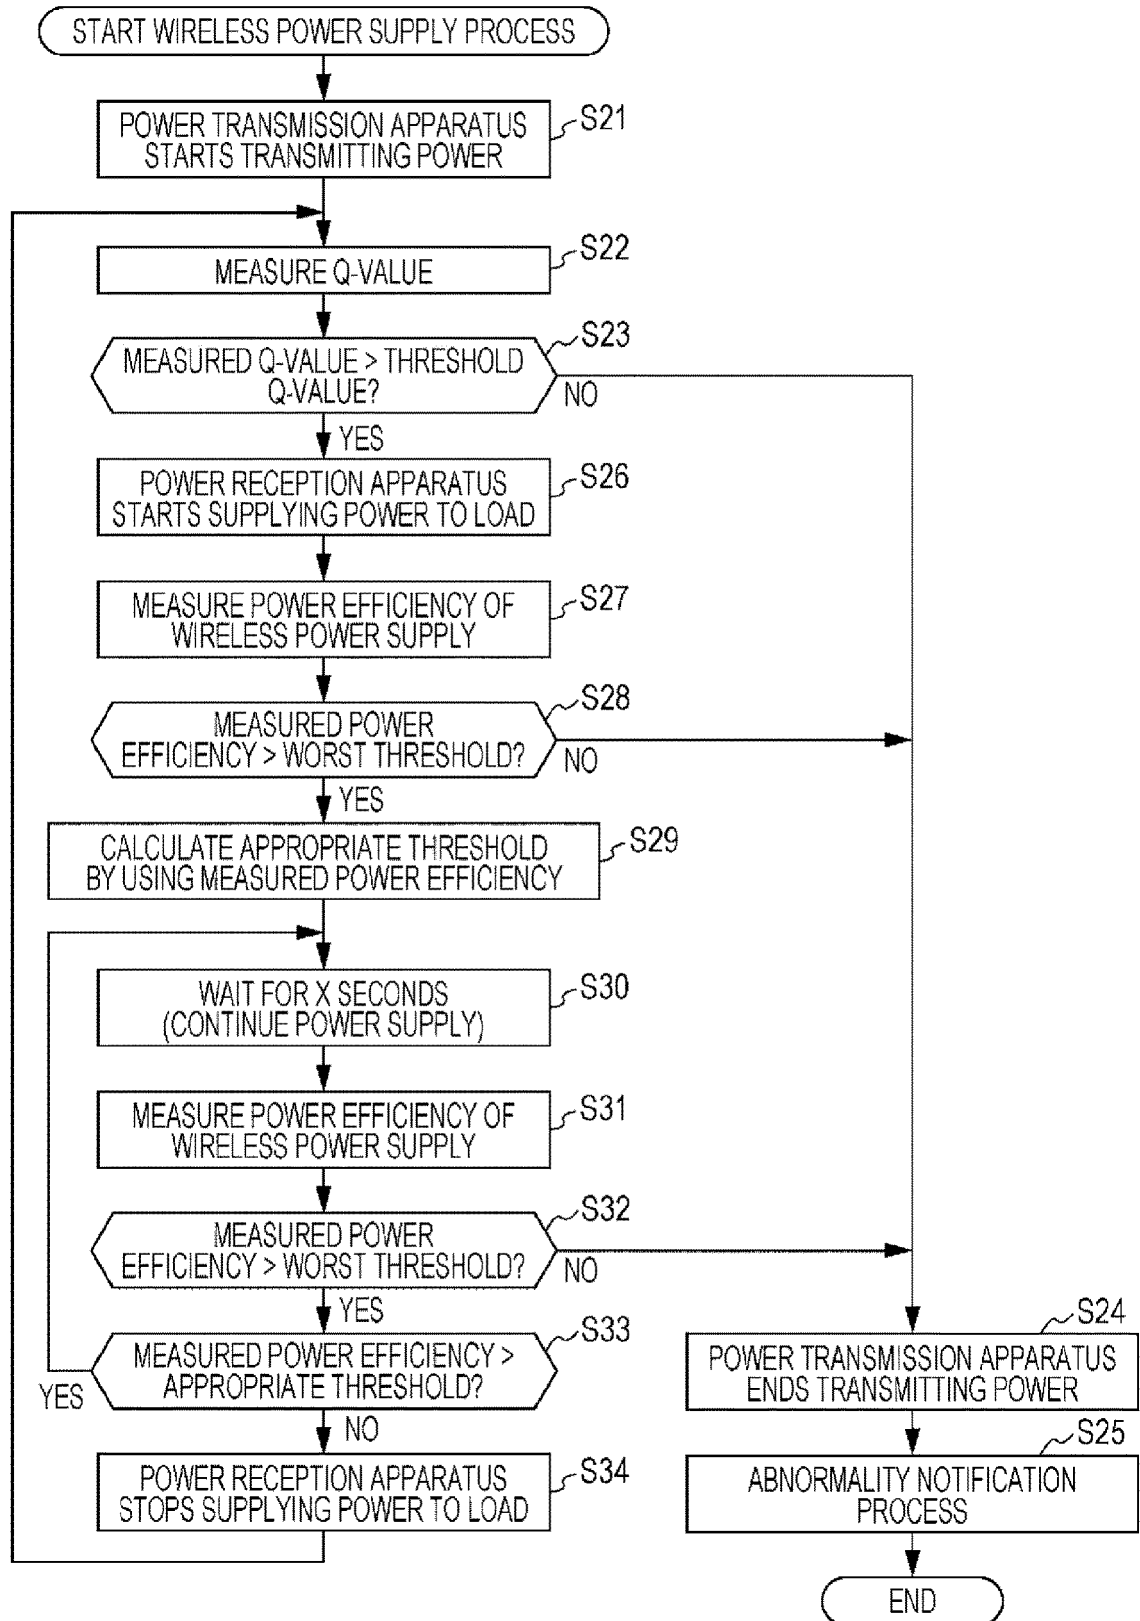 START WIRELESS POWER SUPPLY PROCESS
S21
POWER TRANSMISSION APPARATUS
STARTS TRANSMITTING POWER
S22
MEASURE Q-VALUE
S23
MEASURED Q-VALUE > THRESHOLD
Q-VALUE?
NO
YES
S26
POWER RECEPTION APPARATUS
STARTS SUPPLYING POWER TO LOAD
S27
MEASURE POWER EFFICIENCY OF
WIRELESS POWER SUPPLY
S28
MEASURED POWER
EFFICIENCY > WORST THRESHOLD?
NO
YES
S29
CALCULATE APPROPRIATE THRESHOLD
BY USING MEASURED POWER EFFICIENCY
S30
WAIT FOR X SECONDS
(CONTINUE POWER SUPPLY)
S31
MEASURE POWER EFFICIENCY OF
WIRELESS POWER SUPPLY
S32
MEASURED POWER
EFFICIENCY > WORST THRESHOLD?
NO
YES
S33
MEASURED POWER EFFICIENCY >
APPROPRIATE THRESHOLD?
YES
NO
S34
POWER RECEPTION APPARATUS
STOPS SUPPLYING POWER TO LOAD
S24
POWER TRANSMISSION APPARATUS
ENDS TRANSMITTING POWER
S25
ABNORMALITY NOTIFICATION
PROCESS
END